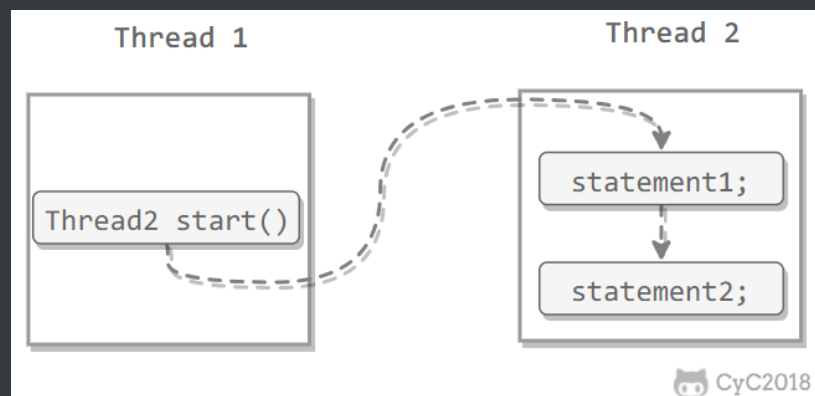 Thread 1
Thread 2
Thread2 start()
statement1;
statement2;
CyC2018